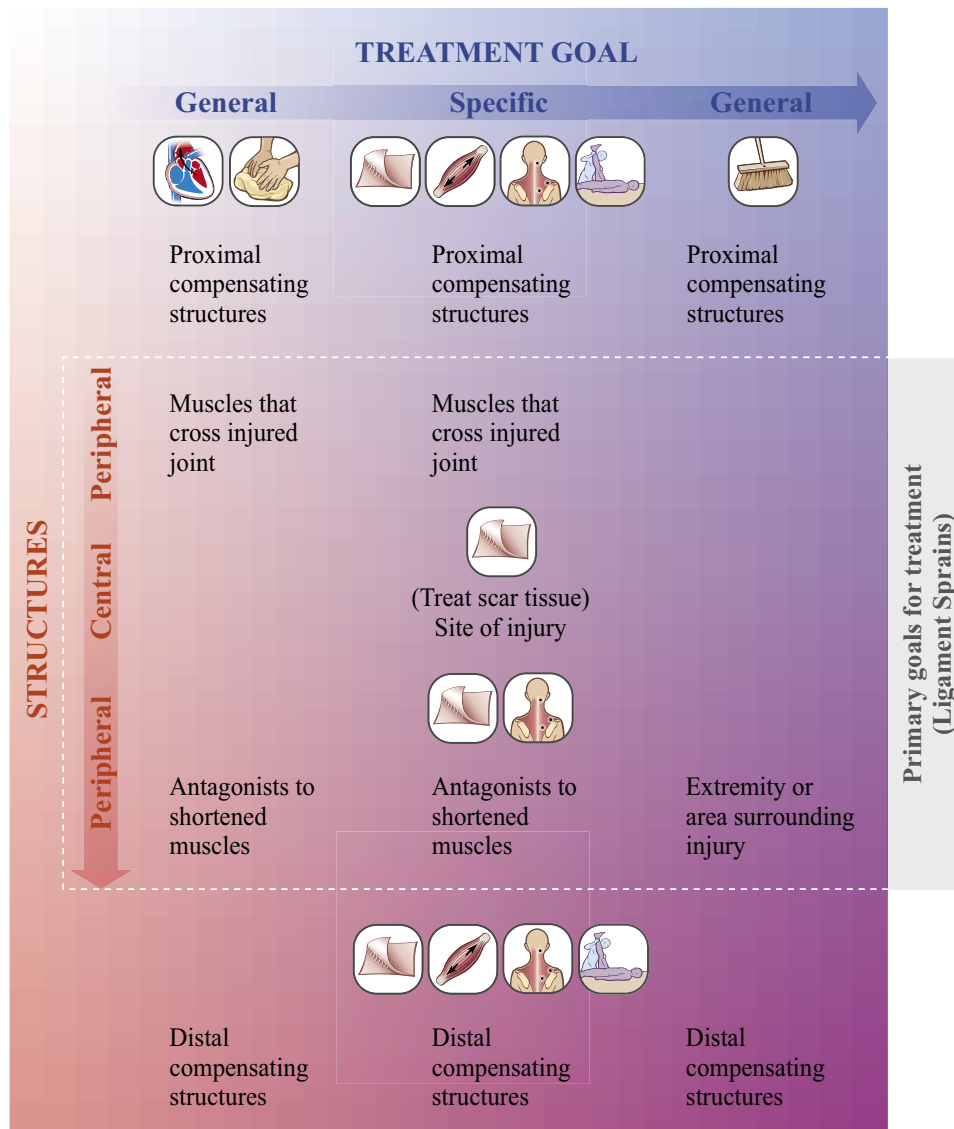 TREATMENT GOAL
General
Specific
General
Proximal
compensating
structures
Proximal
compensating
structures
Proximal
compensating
structures
STRUCTURES
Peripheral
Central
Peripheral
Muscles that
cross injured
joint
Muscles that
cross injured
joint
(Treat scar tissue)
Site of injury
Antagonists to
shortened
muscles
Antagonists to
shortened
muscles
Extremity or
area surrounding
injury
Primary goals for treatment
(Ligament Sprains)
Distal
compensating
structures
Distal
compensating
structures
Distal
compensating
structures